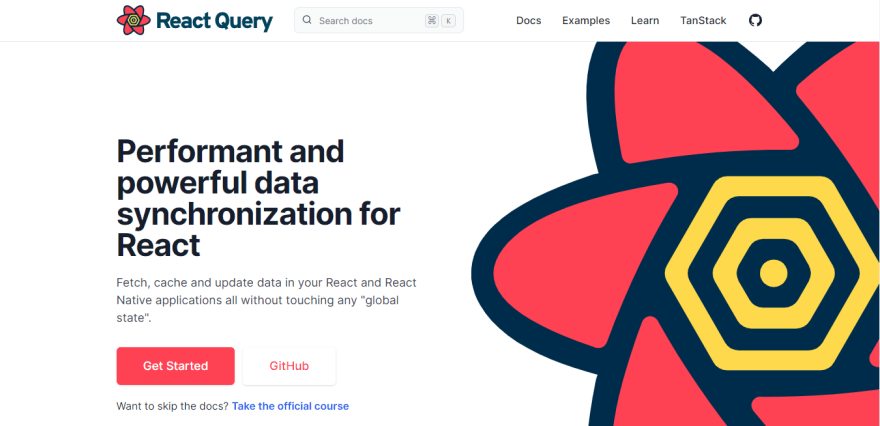 React Query
Search docs
⌘ K
Docs Examples Learn TanStack
Performant and
powerful data
synchronization for
React
Fetch, cache and update data in your React and React
Native applications all without touching any "global
state".
Get Started
GitHub
Want to skip the docs? Take the official course